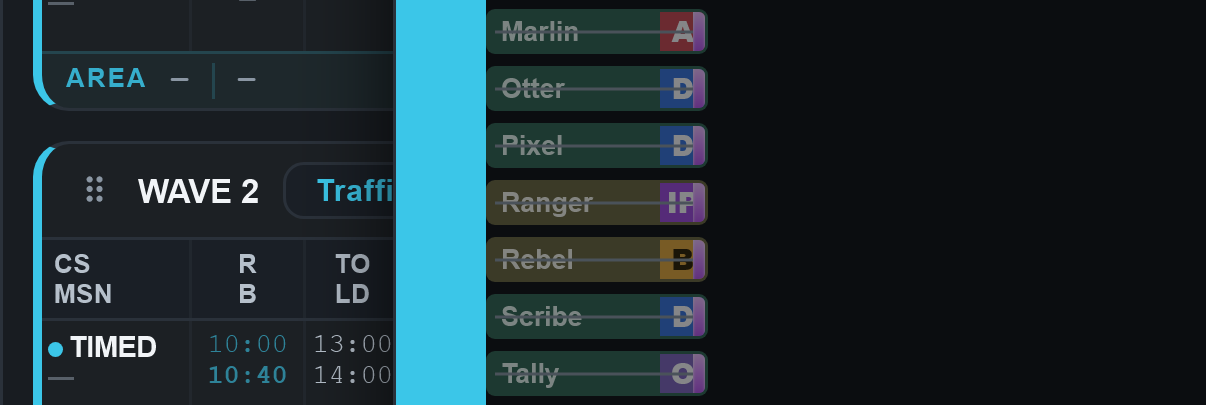 AREA — | —
WAVE 2 Traffi
CS R TO
MSN B LD
TIMED 10:00 13:00
— 10:40 14:00
Marlin A
Otter D
Pixel D
Ranger IP
Rebel B
Scribe D
Tally C